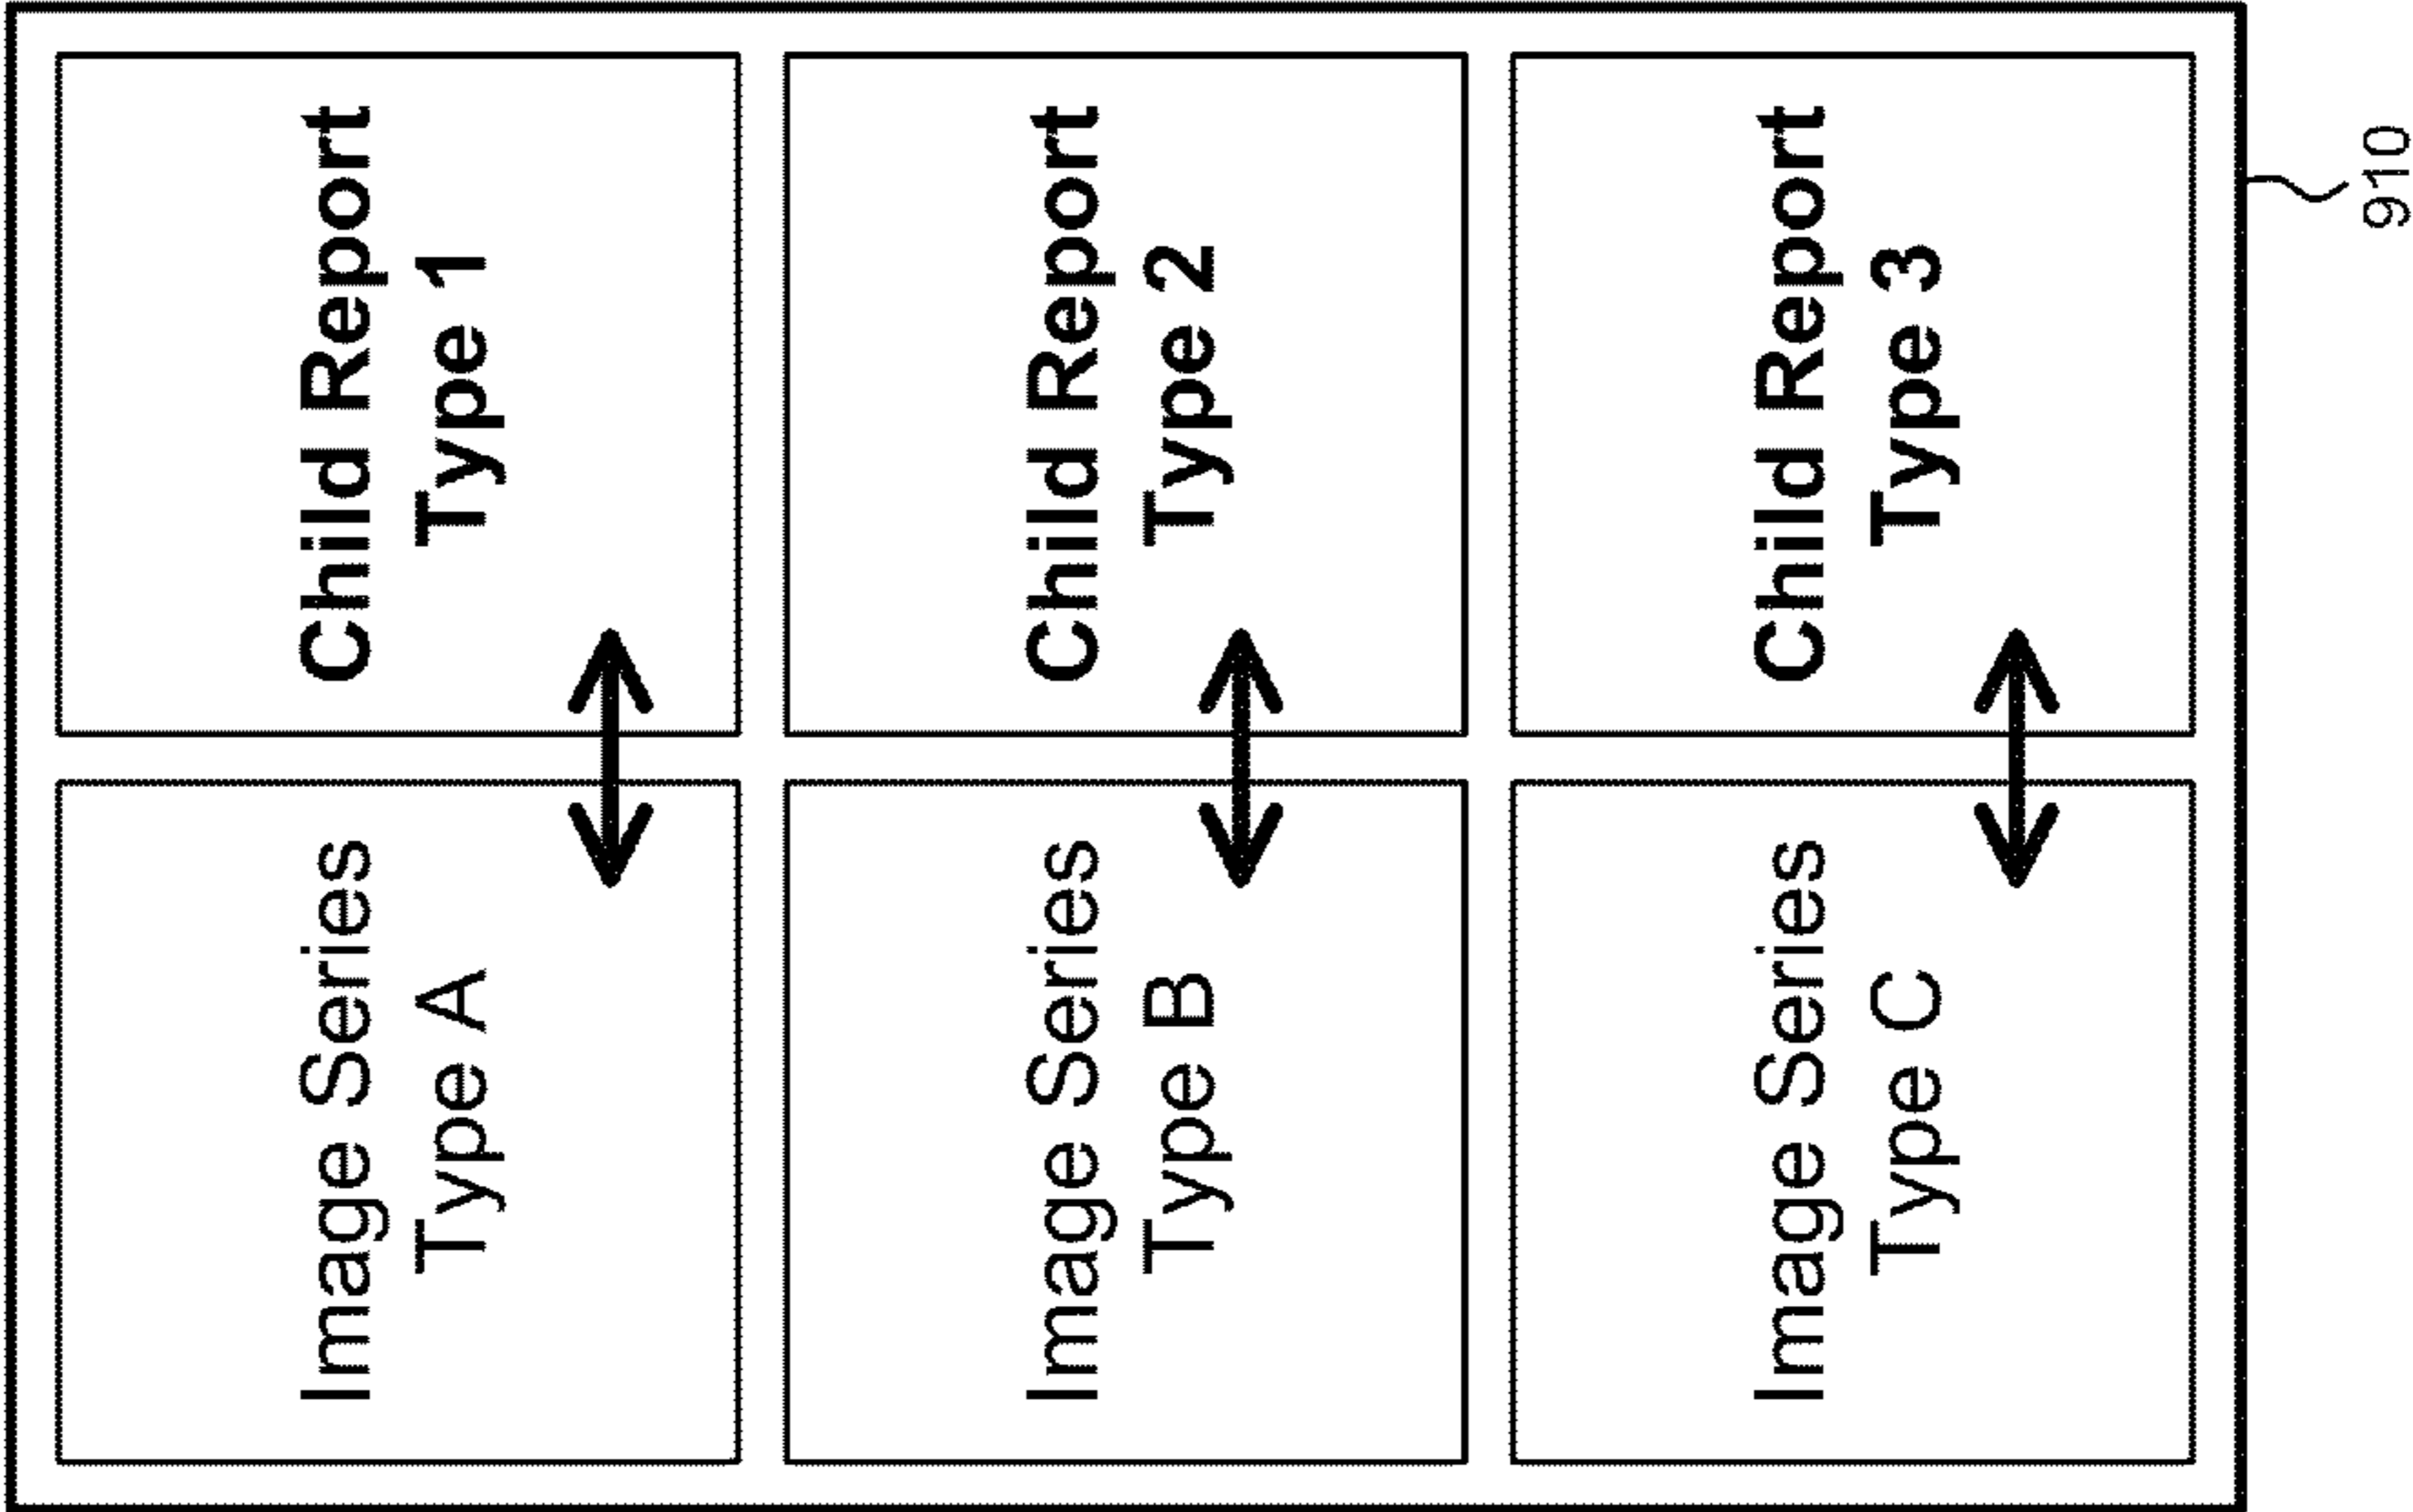 Image Series
Type A
Child Report
Type 1
Image Series
Type B
Child Report
Type 2
Image Series
Type C
Child Report
Type 3
910